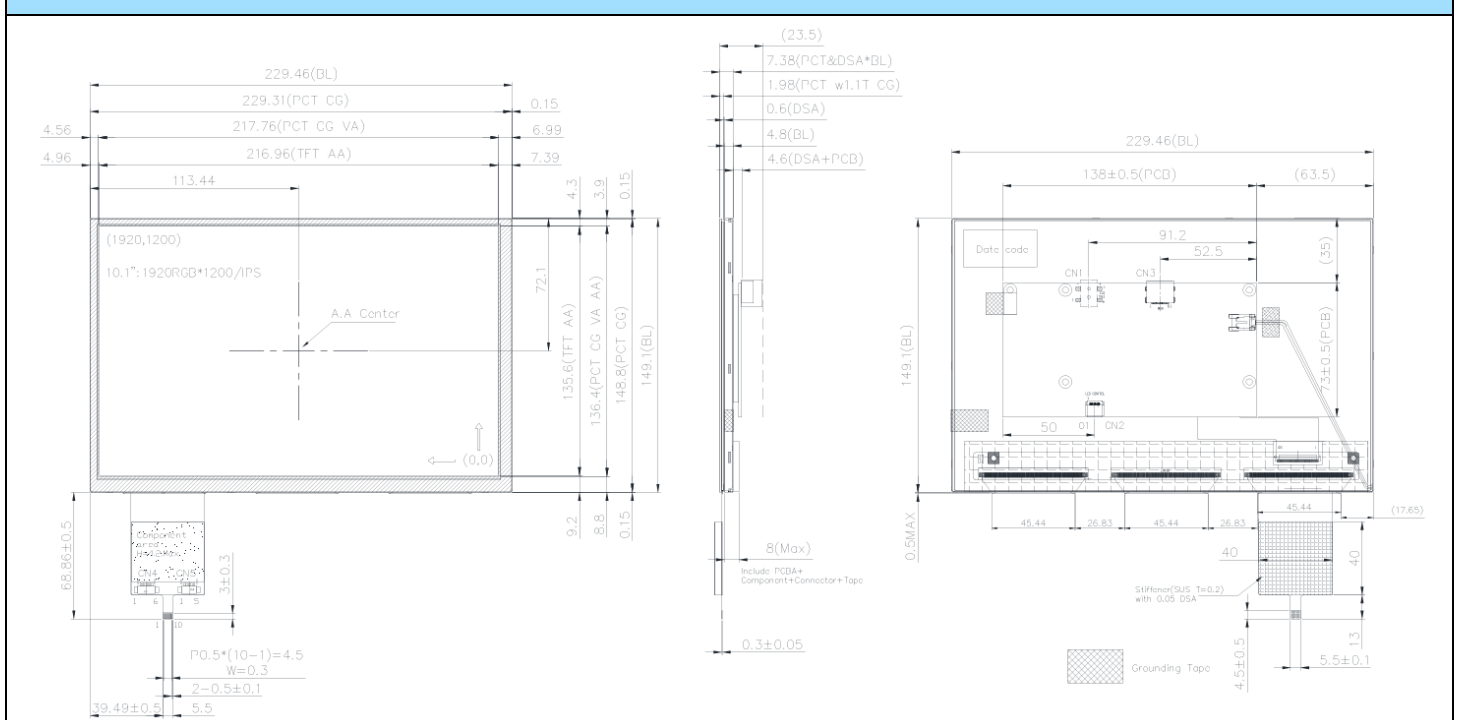 229.46(BL)
229.31(PCT CG)
0.15
4.56
217.76(PCT CG VA)
6.99
4.96
216.96(TFT AA)
7.39
113.44
4.3
3.9
0.15
(1920,1200)
10.1":1920RGB*1200/IPS
A.A Center
72.1
135.6(TFT AA)
136.4(PCT CG VA AA)
148.8(PCT CG)
149.1(BL)
(0,0)
9.2
8.8
0.15
68.86±0.5
Component
area
CN4
CN5
1 6 1 5
3±0.3
1 10
P0.5*(10-1)=4.5
W=0.3
2-0.5±0.1
39.49±0.5
5.5
(23.5)
7.38(PCT&DSA*BL)
1.98(PCT w1.1T CG)
0.6(DSA)
4.8(BL)
4.6(DSA+PCB)
8(Max)
Include PCBA+
Component+Connector+Tape
0.3±0.05
229.46(BL)
138±0.5(PCB)
(63.5)
Date code
91.2
52.5
(35)
CN1
CN3
149.1(BL)
73±0.5(PCB)
50
01
CN2
0.5MAX
45.44
26.83
45.44
26.83
45.44
(17.65)
40
40
Stiffener(SUS T=0.2)
with 0.05 DSA
13
4.5±0.5
5.5±0.1
Grounding Tape